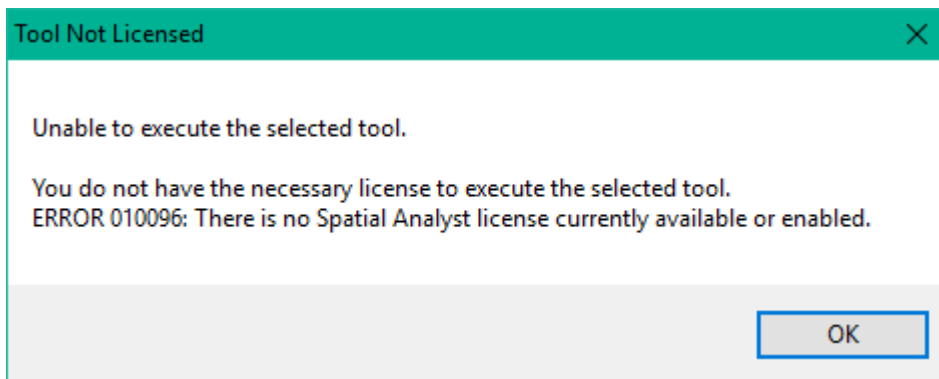 Tool Not Licensed
Unable to execute the selected tool.
You do not have the necessary license to execute the selected tool.
ERROR 010096: There is no Spatial Analyst license currently available or enabled.
OK